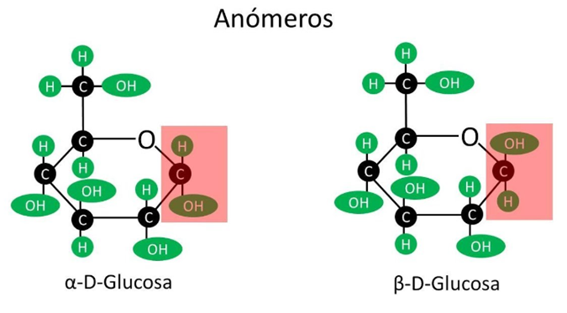 Anómeros
H H
H C OH H C OH
C O H C O OH
H H H H
C OH H C C OH H C
OH C C OH OH C C H
H OH H OH
α-D-Glucosa β-D-Glucosa